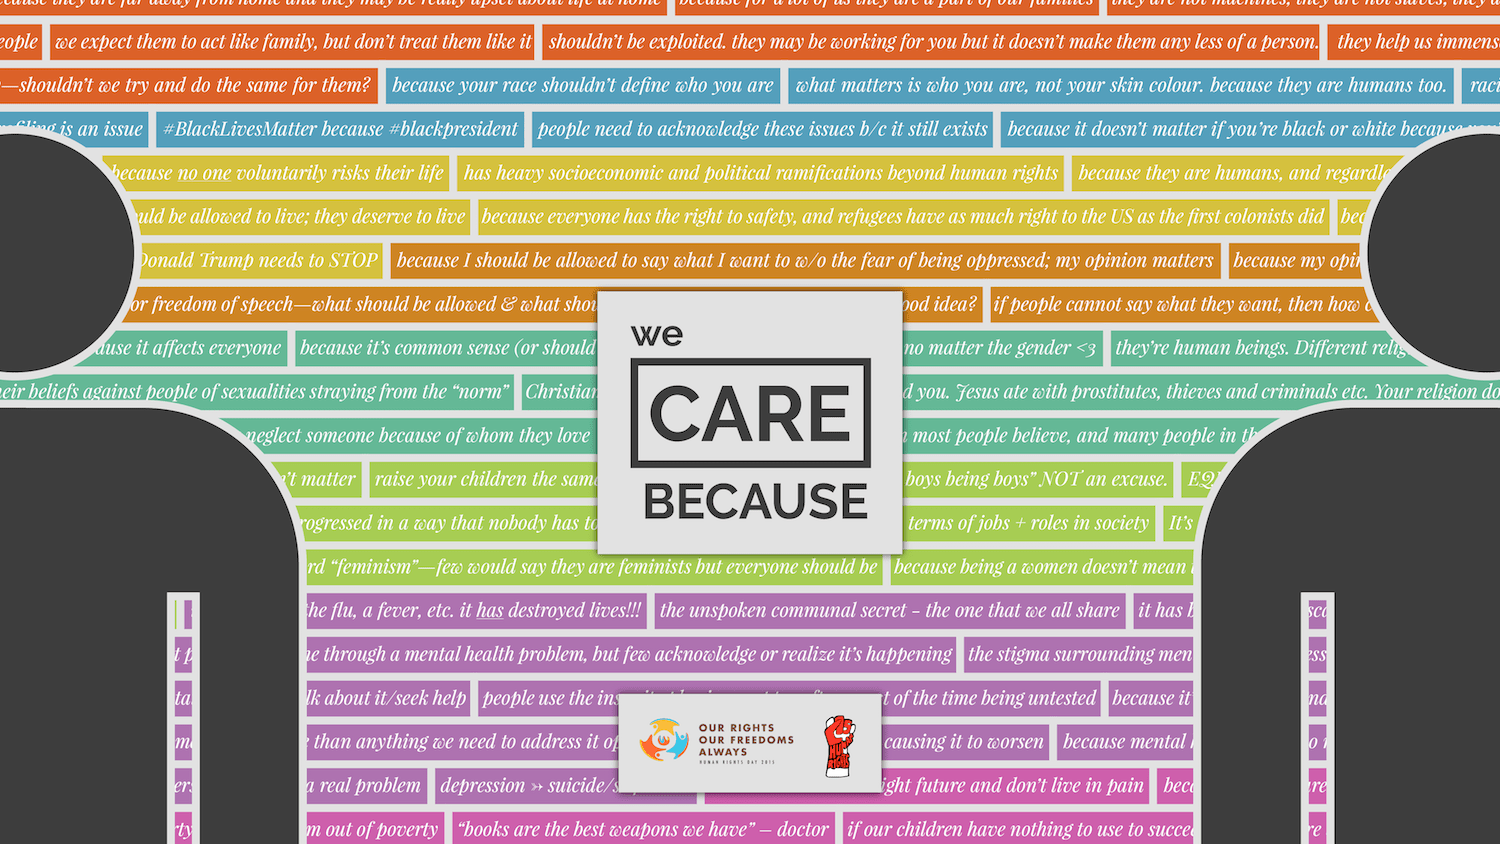 because they are far away from home and they may be really upset about life at home because for a lot of us they are a part of our families they are not machines, they are not slaves, they
eople we expect them to act like family, but don't treat them like it shouldn't be exploited. they may be working for you but it doesn't make them any less of a person. they help us immens
—shouldn't we try and do the same for them? because your race shouldn't define who you are what matters is who you are, not your skin colour. because they are humans too. raci
is an issue #BlackLivesMatter because #blackpresident people need to acknowledge these issues b/c it still exists because it doesn't matter if you're black or white because
because no one voluntarily risks their life has heavy socioeconomic and political ramifications beyond human rights because they are humans, and regardle
uld be allowed to live; they deserve to live because everyone has the right to safety, and refugees have as much right to the US as the first colonists did bec
Donald Trump needs to STOP because I should be allowed to say what I want to w/o the fear of being oppressed; my opinion matters because my opin
or freedom of speech—what should be allowed & what shou ood idea? if people cannot say what they want, then how
ause it affects everyone because it's common sense (or should no matter the gender <3 they're human beings. Different relig
eir beliefs against people of sexualities straying from the "norm" Christian d you. Jesus ate with prostitutes, thieves and criminals etc. Your religion do
neglect someone because of whom they love most people believe, and many people in th
n't matter raise your children the same boys being boys" NOT an excuse. EQ
rogressed in a way that nobody has to terms of jobs + roles in society It's
rd "feminism"—few would say they are feminists but everyone should be because being a women doesn't mean
the flu, a fever, etc. it has destroyed lives!!! the unspoken communal secret - the one that we all share it has b sca
t p e through a mental health problem, but few acknowledge or realize it's happening the stigma surrounding men ess
ta lk about it/seek help people use the ins t of the time being untested because it na
me than anything we need to address it op causing it to worsen because mental o
ers a real problem depression ↣ suicide/s ight future and don't live in pain beca are
rty m out of poverty "books are the best weapons we have" – doctor if our children have nothing to use to succee re
we
CARE
BECAUSE
OUR RIGHTS
OUR FREEDOMS
ALWAYS
HUMAN RIGHTS DAY 2015